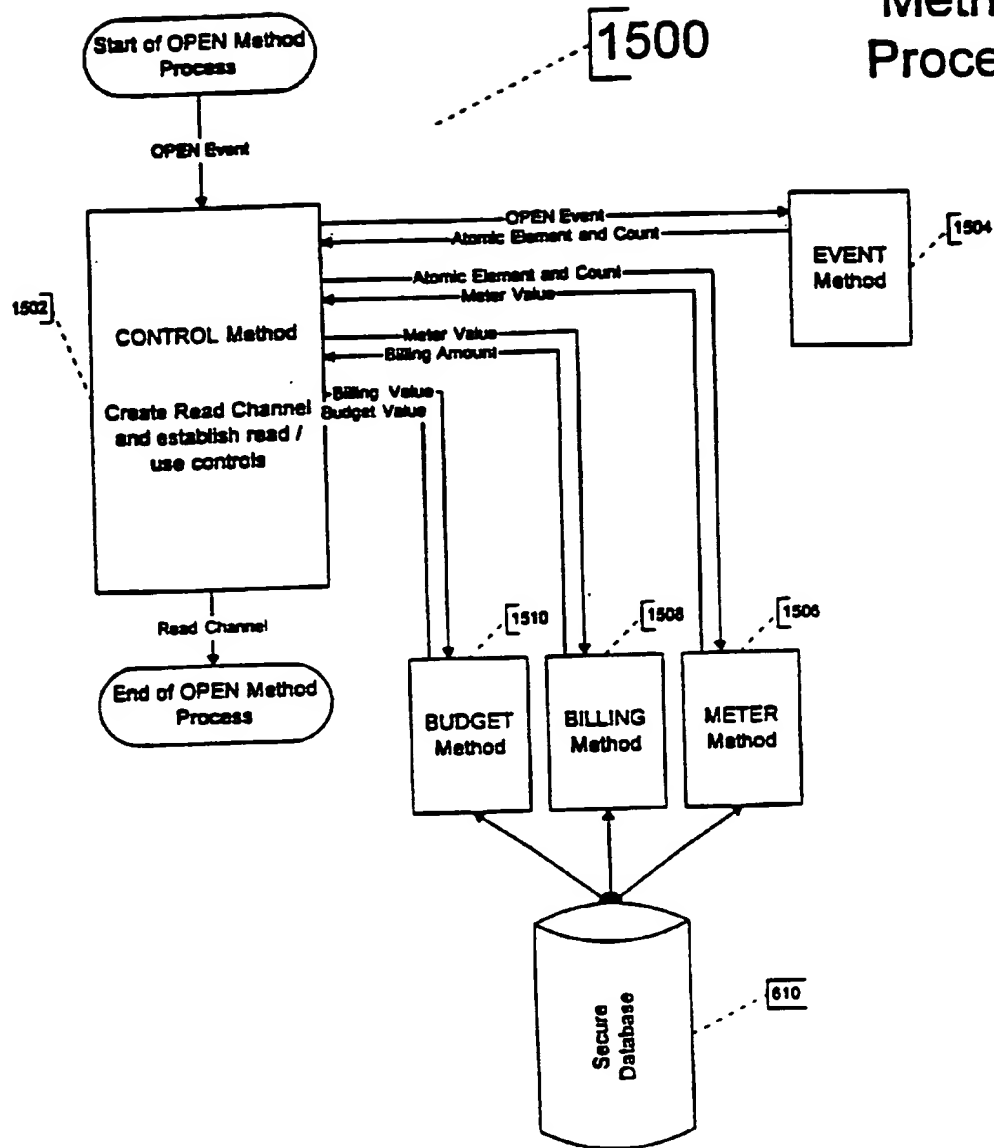 Start of OPEN Method
Process
1500
Proce
OPEN Event
OPEN Event
Atomic Element and Count
EVENT
Method
1504
Atomic Element and Count
Meter Value
1502
CONTROL Method
Create Read Channel
and establish read /
use controls
Meter Value
Billing Amount
Billing Value
Budget Value
Read Channel
End of OPEN Method
Process
1510
1508
1506
BUDGET
Method
BILLING
Method
METER
Method
Secure
Database
610